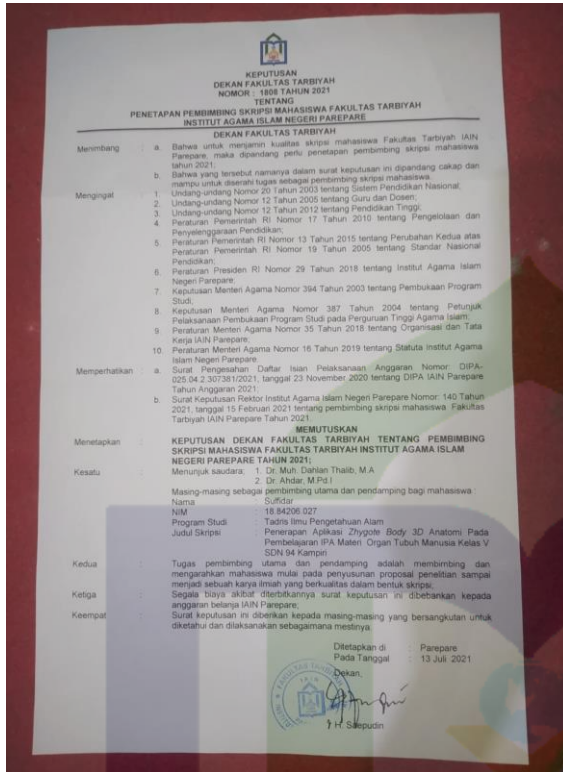 KEPUTUSAN
DEKAN FAKULTAS TARBIYAH
NOMOR : 1808 TAHUN 2021
TENTANG
PENETAPAN PEMBIMBING SKRIPSI MAHASISWA FAKULTAS TARBIYAH
INSTITUT AGAMA ISLAM NEGERI PAREPARE
DEKAN FAKULTAS TARBIYAH
Menimbang : a. Bahwa untuk menjamin kualitas skripsi mahasiswa Fakultas Tarbiyah IAIN
Parepare, maka dipandang perlu penetapan pembimbing skripsi mahasiswa
tahun 2021;
b. Bahwa yang tersebut namanya dalam surat keputusan ini dipandang cakap dan
mampu untuk diserahi tugas sebagai pembimbing skripsi mahasiswa.
Mengingat : 1. Undang-undang Nomor 20 Tahun 2003 tentang Sistem Pendidikan Nasional;
2. Undang-undang Nomor 12 Tahun 2005 tentang Guru dan Dosen;
3. Undang-undang Nomor 12 Tahun 2012 tentang Pendidikan Tinggi;
4. Peraturan Pemerintah RI Nomor 17 Tahun 2010 tentang Pengelolaan dan
Penyelenggaraan Pendidikan;
5. Peraturan Pemerintah RI Nomor 13 Tahun 2015 tentang Perubahan Kedua atas
Peraturan Pemerintah RI Nomor 19 Tahun 2005 tentang Standar Nasional
Pendidikan;
6. Peraturan Presiden RI Nomor 29 Tahun 2018 tentang Institut Agama Islam
Negeri Parepare;
7. Keputusan Menteri Agama Nomor 394 Tahun 2003 tentang Pembukaan Program
Studi;
8. Keputusan Menteri Agama Nomor 387 Tahun 2004 tentang Petunjuk
Pelaksanaan Pembukaan Program Studi pada Perguruan Tinggi Agama Islam;
9. Peraturan Menteri Agama Nomor 35 Tahun 2018 tentang Organisasi dan Tata
Kerja IAIN Parepare;
10. Peraturan Menteri Agama Nomor 16 Tahun 2019 tentang Statuta Institut Agama
Islam Negeri Parepare.
Memperhatikan : a. Surat Pengesahan Daftar Isian Pelaksanaan Anggaran Nomor: DIPA-
025.04.2.307381/2021, tanggal 23 November 2020 tentang DIPA IAIN Parepare
Tahun Anggaran 2021;
b. Surat Keputusan Rektor Institut Agama Islam Negeri Parepare Nomor: 140 Tahun
2021, tanggal 15 Februari 2021 tentang pembimbing skripsi mahasiswa Fakultas
Tarbiyah IAIN Parepare Tahun 2021.
MEMUTUSKAN
Menetapkan : KEPUTUSAN DEKAN FAKULTAS TARBIYAH TENTANG PEMBIMBING
SKRIPSI MAHASISWA FAKULTAS TARBIYAH INSTITUT AGAMA ISLAM
NEGERI PAREPARE TAHUN 2021;
Kesatu : Menunjuk saudara; 1. Dr. Muh. Dahlan Thalib, M.A
2. Dr. Ahdar, M.Pd.I
Masing-masing sebagai pembimbing utama dan pendamping bagi mahasiswa :
Nama : Sulfidar
NIM : 18.84206.027
Program Studi : Tadris Ilmu Pengetahuan Alam
Judul Skripsi : Penerapan Aplikasi Zhygote Body 3D Anatomi Pada
Pembelajaran IPA Materi Organ Tubuh Manusia Kelas V
SDN 94 Kampiri
Kedua : Tugas pembimbing utama dan pendamping adalah membimbing dan
mengarahkan mahasiswa mulai pada penyusunan proposal penelitian sampai
menjadi sebuah karya ilmiah yang berkualitas dalam bentuk skripsi;
Ketiga : Segala biaya akibat diterbitkannya surat keputusan ini dibebankan kepada
anggaran belanja IAIN Parepare;
Keempat : Surat keputusan ini diberikan kepada masing-masing yang bersangkutan untuk
diketahui dan dilaksanakan sebagaimana mestinya.
Ditetapkan di : Parepare
Pada Tanggal : 13 Juli 2021
Dekan,
H. Saepudin